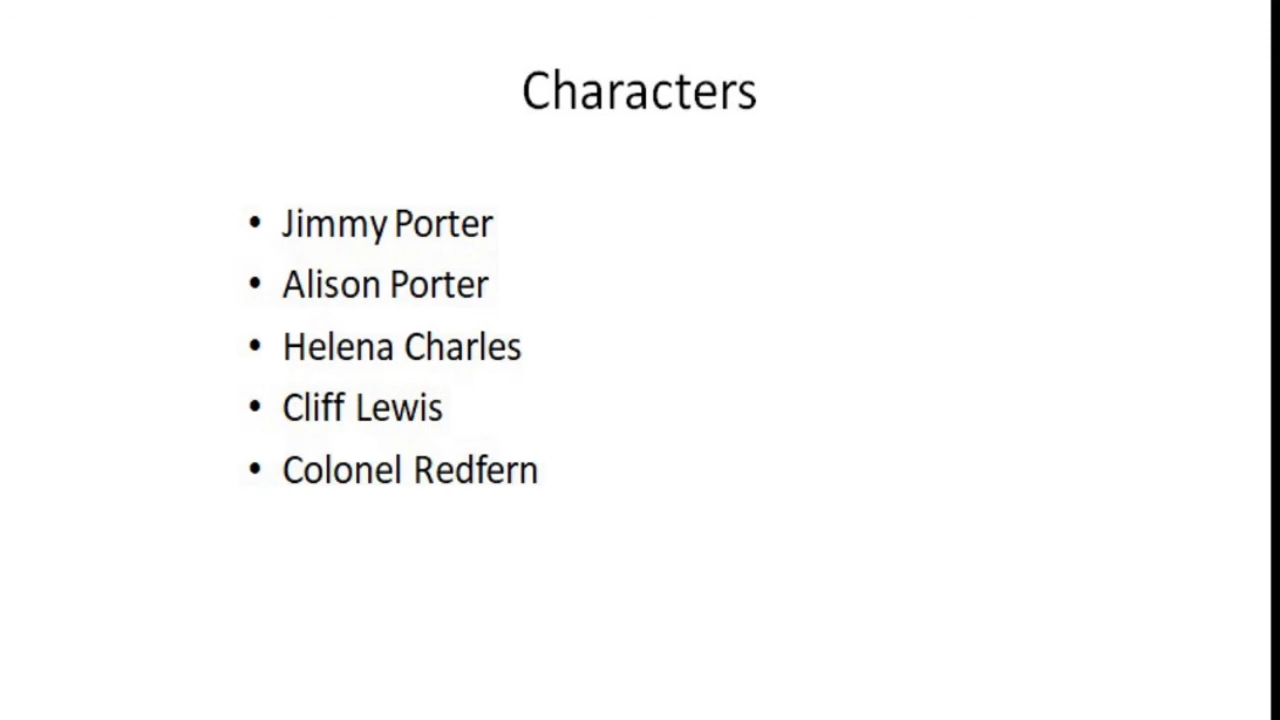 Characters
• Jimmy Porter
• Alison Porter
• Helena Charles
• Cliff Lewis
• Colonel Redfern